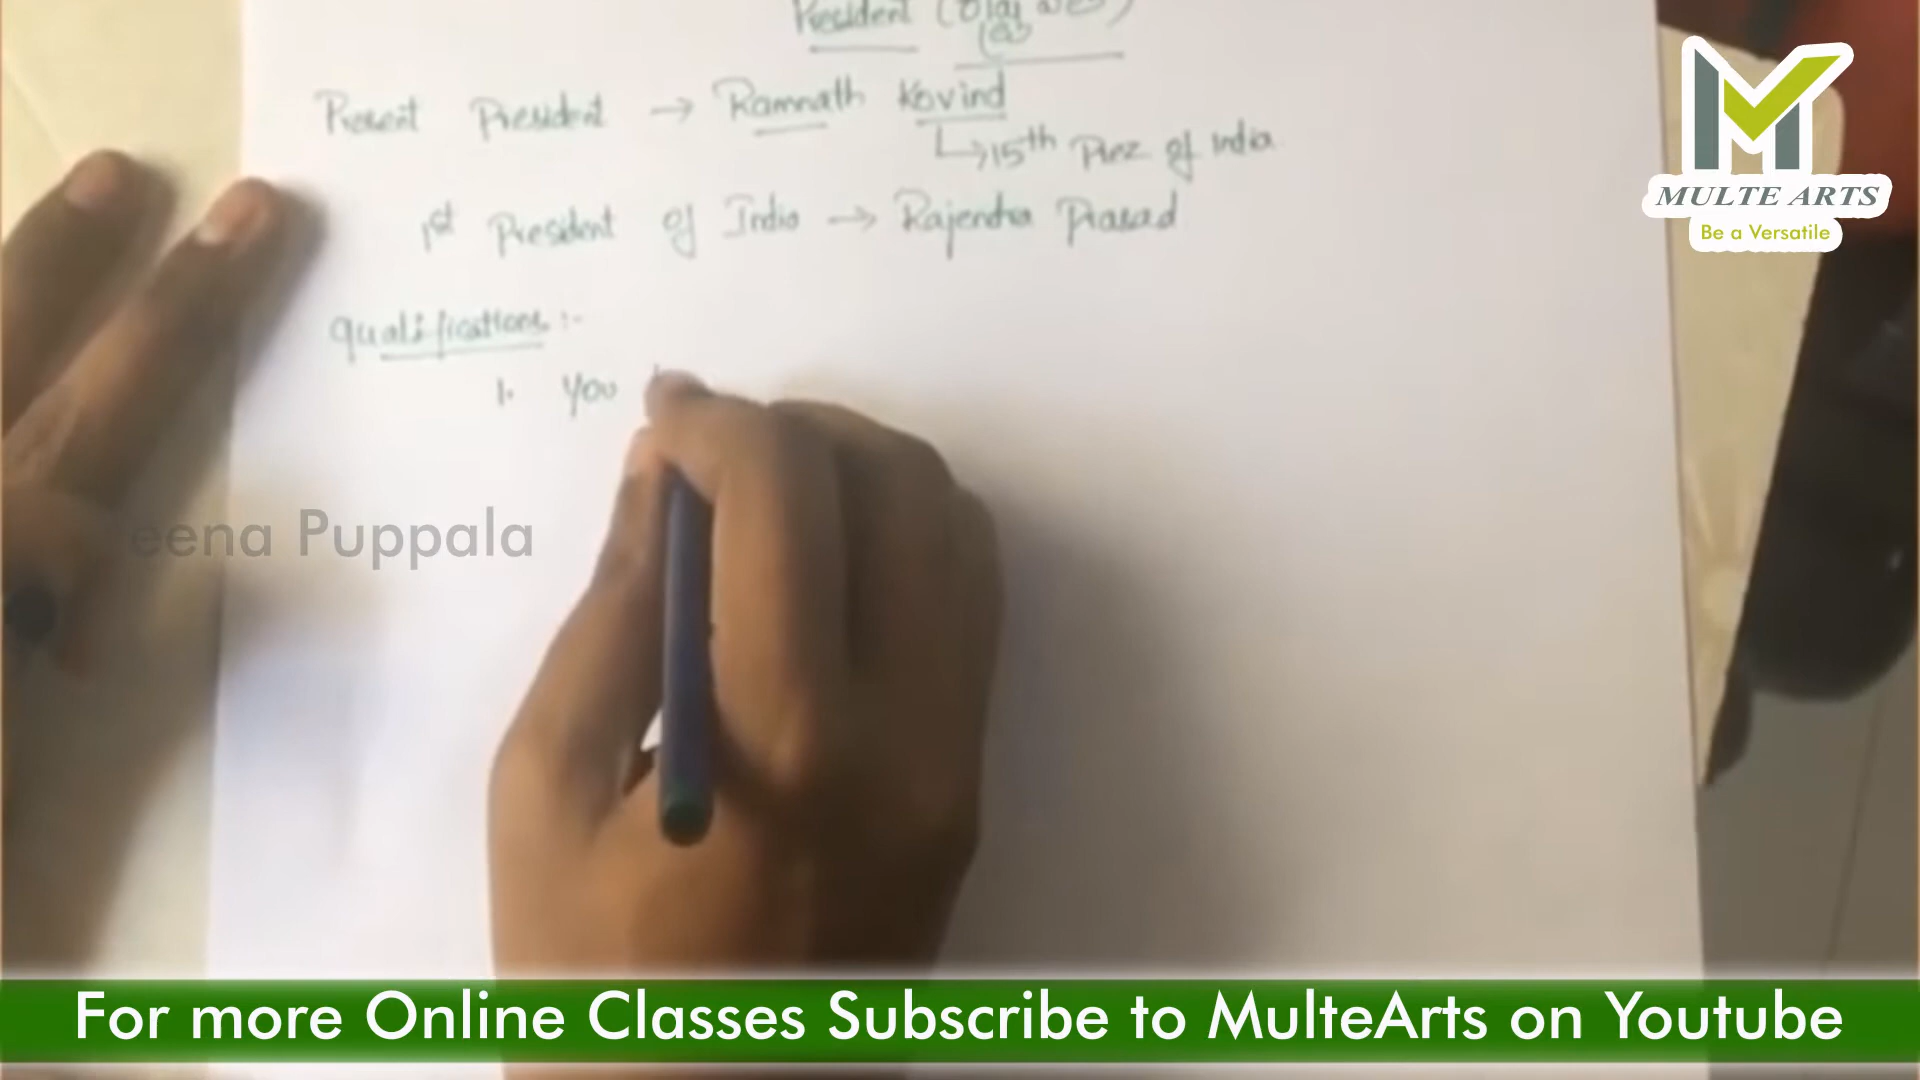 President
Present President → Ramnath Kovind
↳ 15th Prez of India
1st President of India → Rajendra Prasad
Qualifications :-
1. You
eena Puppala
MULTE ARTS
Be a Versatile
For more Online Classes Subscribe to MulteArts on Youtube